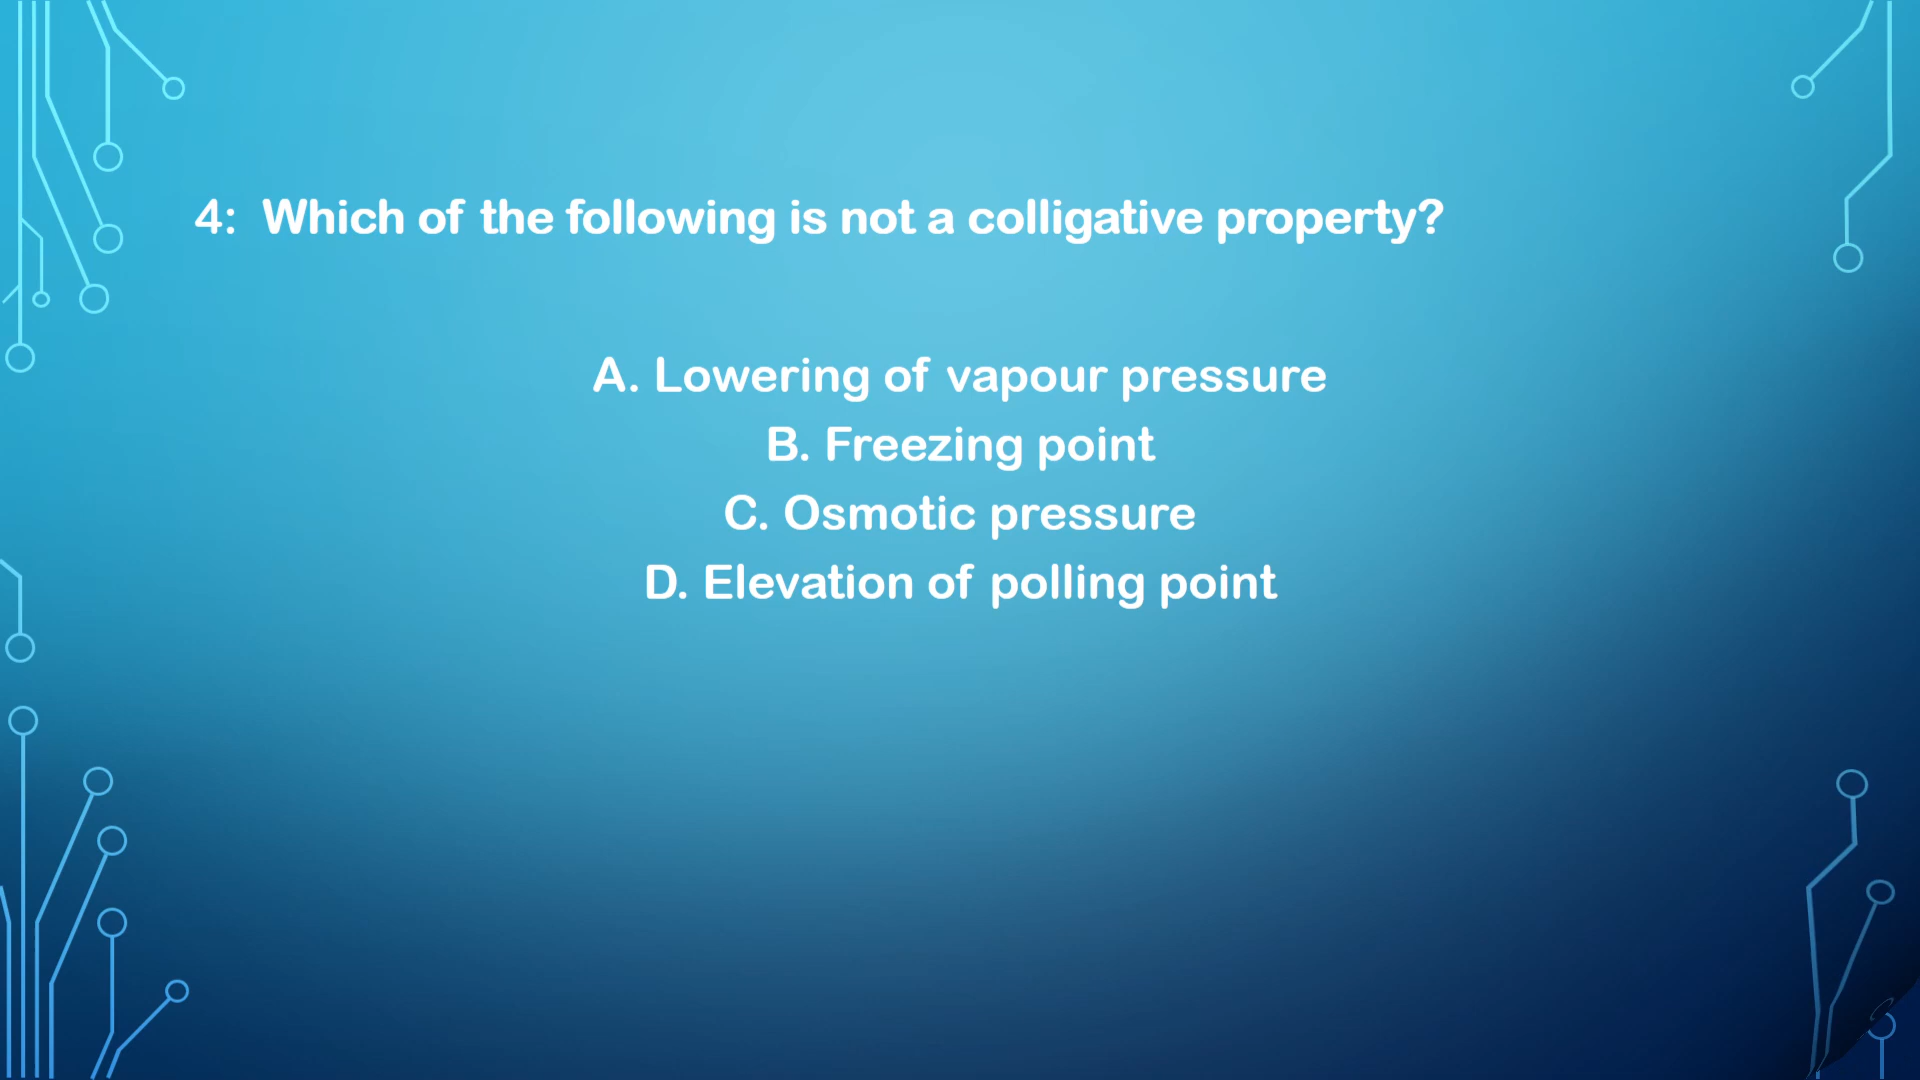 4: Which of the following is not a colligative property?
A. Lowering of vapour pressure
B. Freezing point
C. Osmotic pressure
D. Elevation of polling point